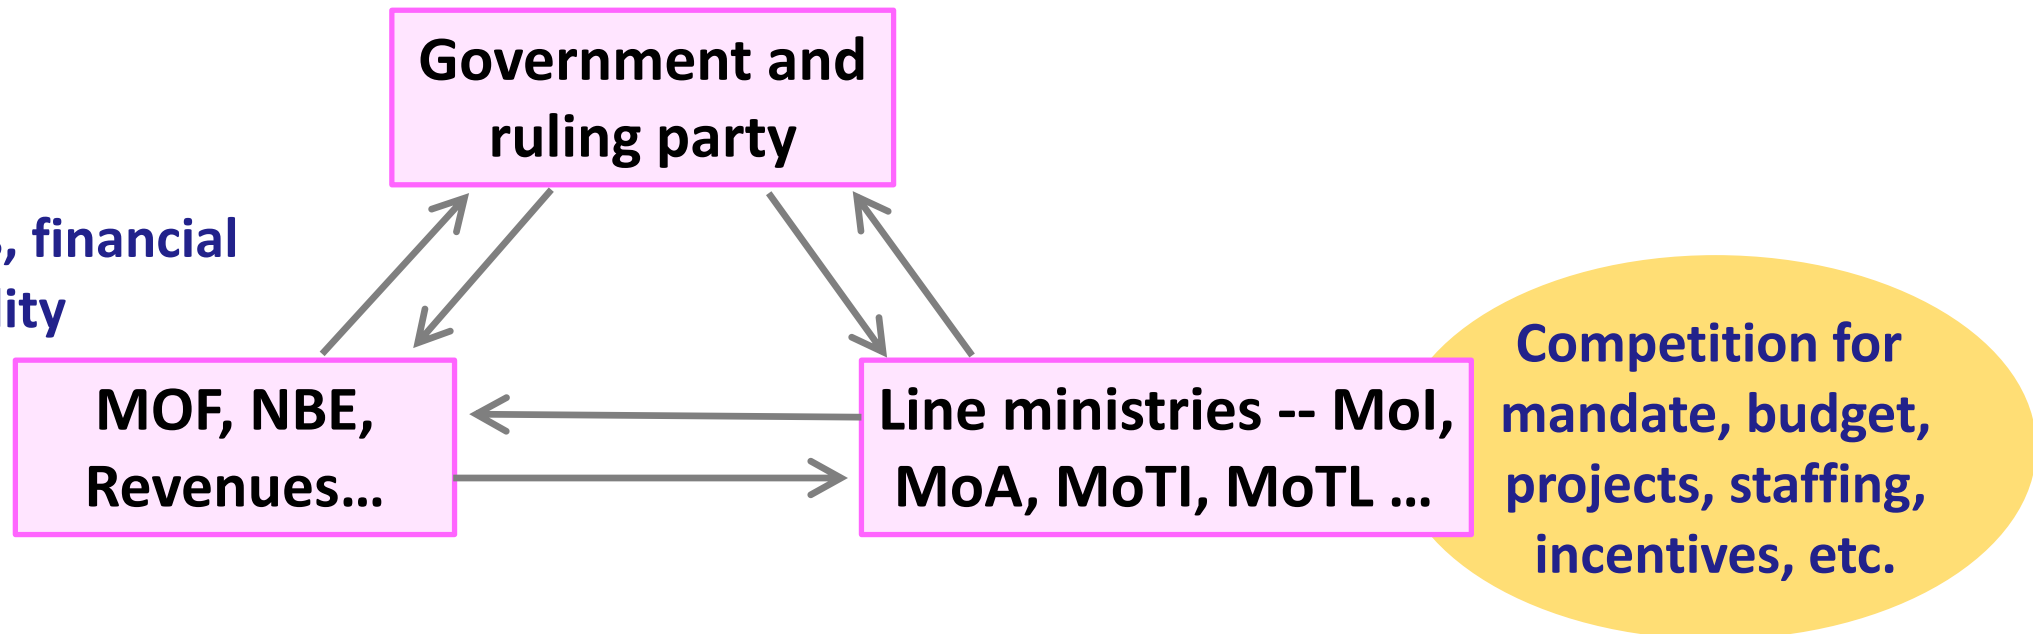 Government and
ruling party
, financial
MOF, NBE,
Revenues…
Line ministries -- MoI,
MoA, MoTI, MoTL …
Competition for
mandate, budget,
projects, staffing,
incentives, etc.